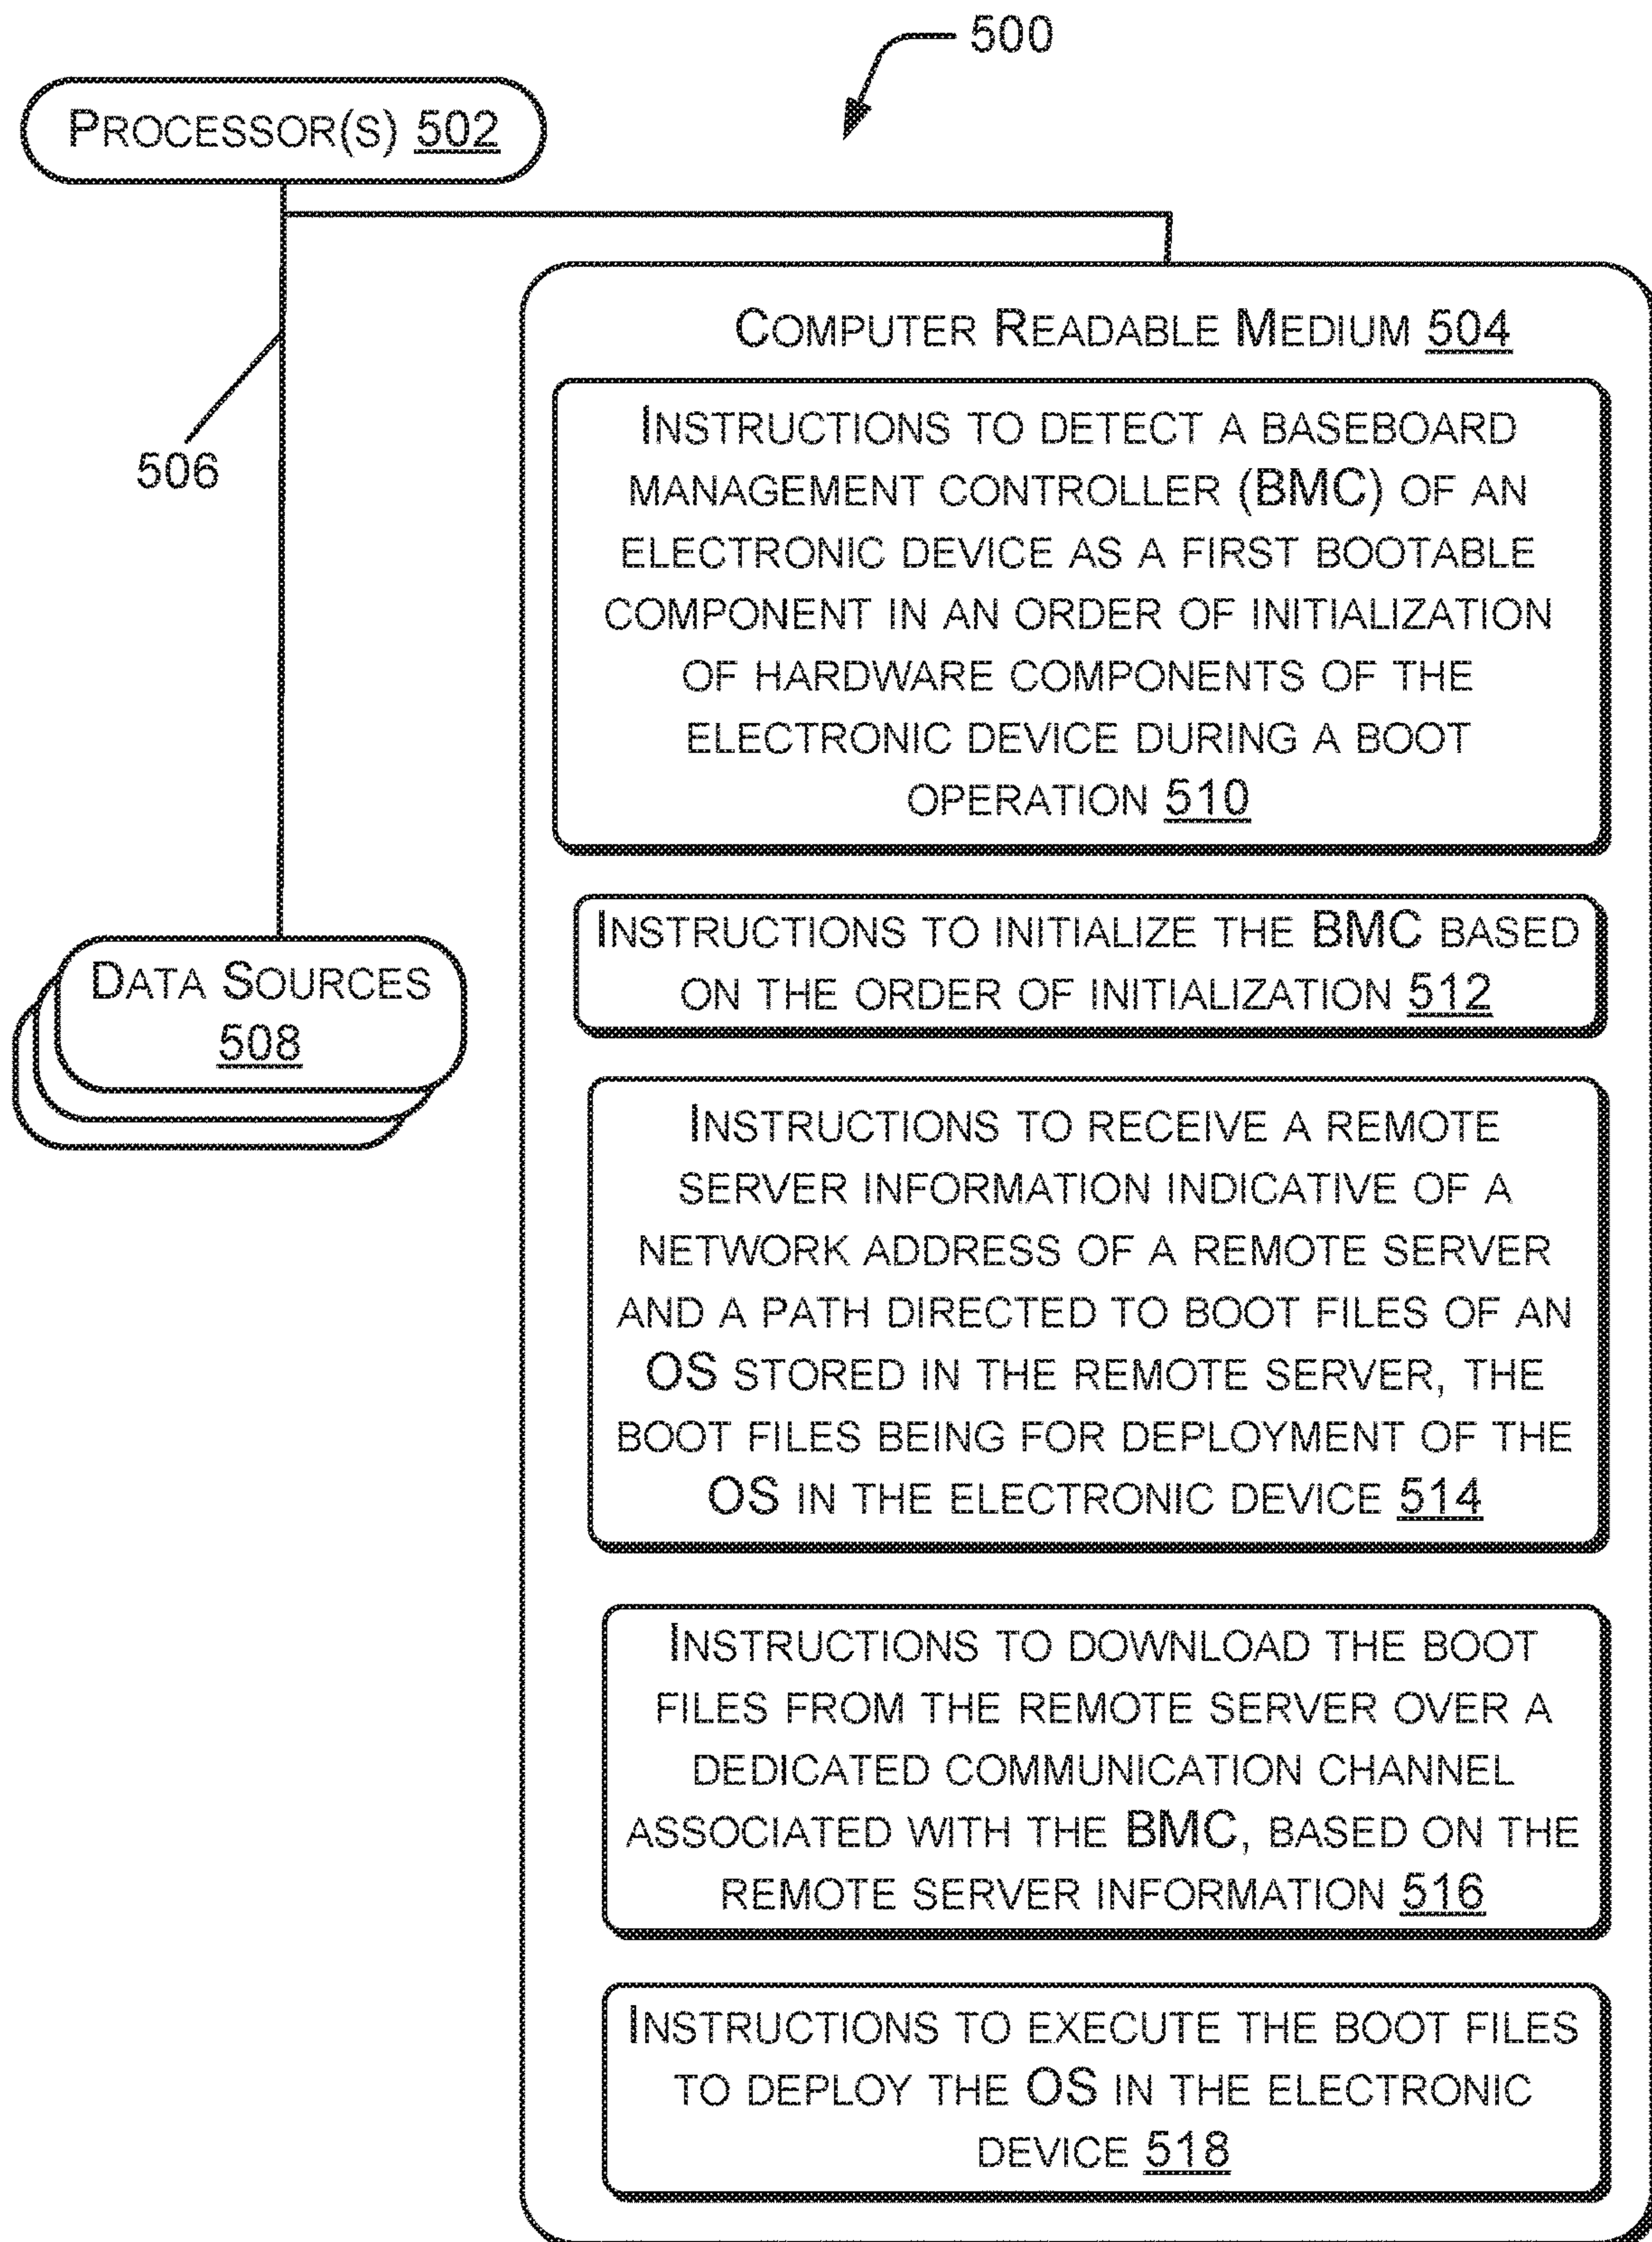 500
PROCESSOR(S) 502
COMPUTER READABLE MEDIUM 504
506
INSTRUCTIONS TO DETECT A BASEBOARD
MANAGEMENT CONTROLLER (BMC) OF AN
ELECTRONIC DEVICE AS A FIRST BOOTABLE
COMPONENT IN AN ORDER OF INITIALIZATION
OF HARDWARE COMPONENTS OF THE
ELECTRONIC DEVICE DURING A BOOT
OPERATION 510
DATA SOURCES
508
INSTRUCTIONS TO INITIALIZE THE BMC BASED
ON THE ORDER OF INITIALIZATION 512
INSTRUCTIONS TO RECEIVE A REMOTE
SERVER INFORMATION INDICATIVE OF A
NETWORK ADDRESS OF A REMOTE SERVER
AND A PATH DIRECTED TO BOOT FILES OF AN
OS STORED IN THE REMOTE SERVER, THE
BOOT FILES BEING FOR DEPLOYMENT OF THE
OS IN THE ELECTRONIC DEVICE 514
INSTRUCTIONS TO DOWNLOAD THE BOOT
FILES FROM THE REMOTE SERVER OVER A
DEDICATED COMMUNICATION CHANNEL
ASSOCIATED WITH THE BMC, BASED ON THE
REMOTE SERVER INFORMATION 516
INSTRUCTIONS TO EXECUTE THE BOOT FILES
TO DEPLOY THE OS IN THE ELECTRONIC
DEVICE 518